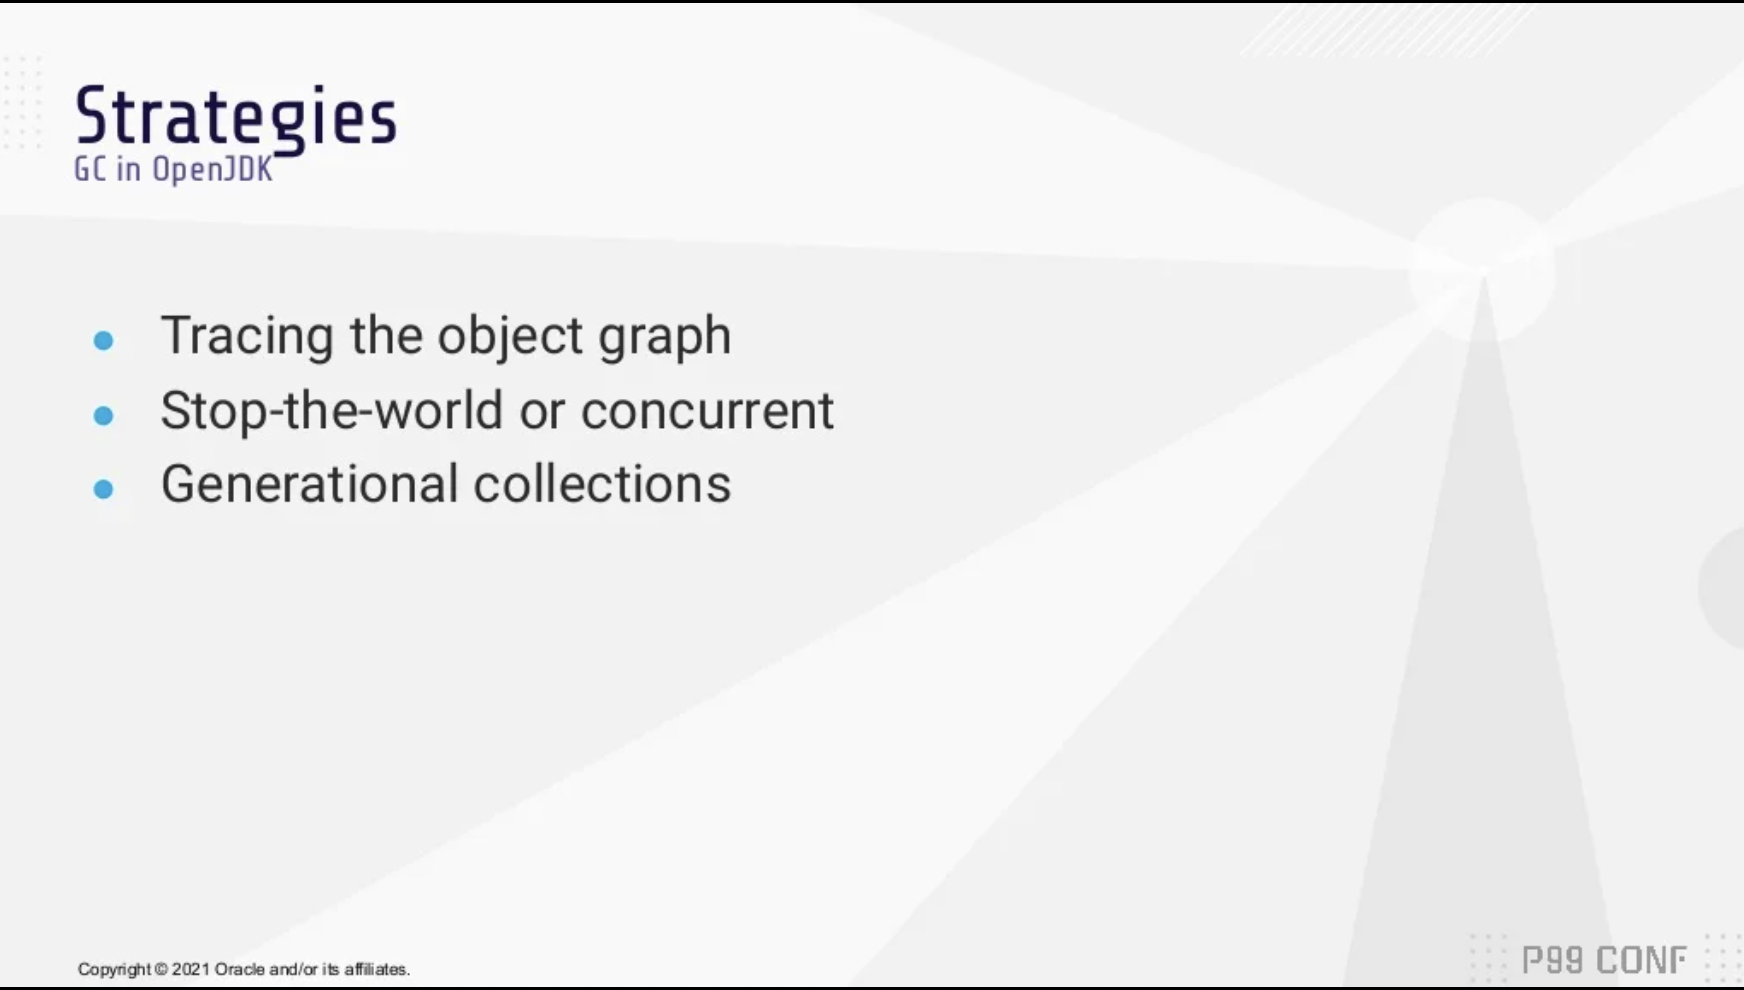 Strategies
GC in OpenJDK
Tracing the object graph
Stop-the-world or concurrent
Generational collections
Copyright © 2021 Oracle and/or its affiliates.
P99 CONF